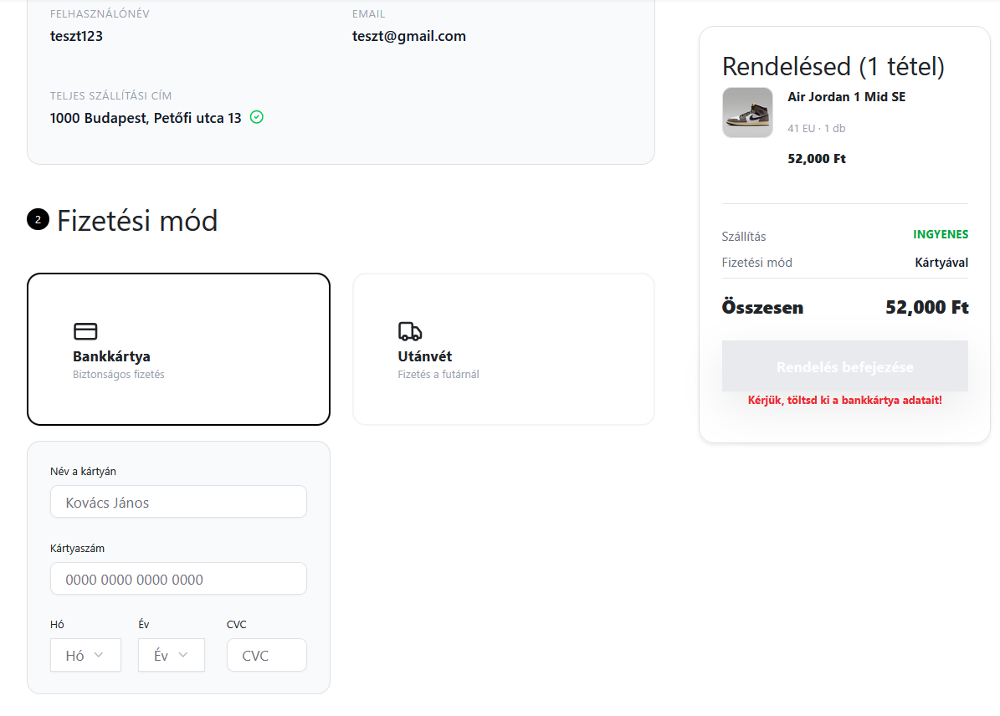 FELHASZNÁLÓNÉV
teszt123
EMAIL
teszt@gmail.com
TELJES SZÁLLÍTÁSI CÍM
1000 Budapest, Petőfi utca 13
2 Fizetési mód
Bankkártya
Biztonságos fizetés
Utánvét
Fizetés a futárnál
Név a kártyán
Kovács János
Kártyaszám
0000 0000 0000 0000
Hó
Év
CVC
Hó
Év
CVC
Rendelésed (1 tétel)
Air Jordan 1 Mid SE
41 EU · 1 db
52,000 Ft
Szállítás INGYENES
Fizetési mód Kártyával
Összesen 52,000 Ft
Rendelés befejezése
Kérjük, töltsd ki a bankkártya adatait!